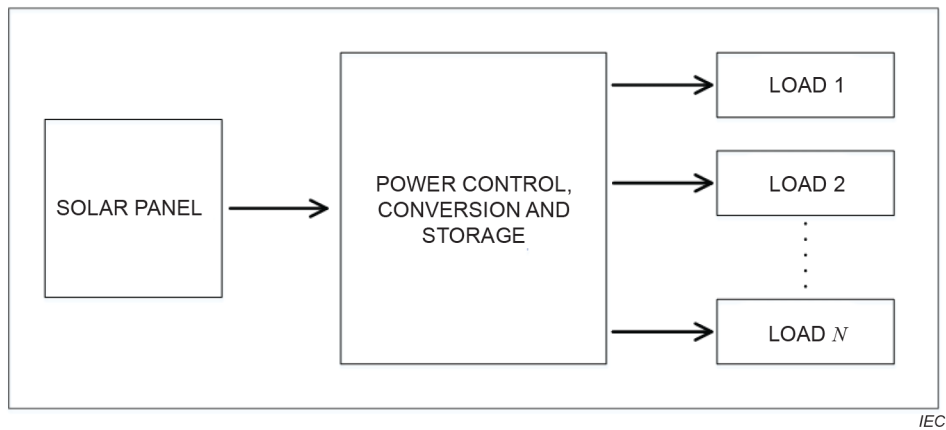 SOLAR PANEL
POWER CONTROL,
CONVERSION AND
STORAGE
LOAD 1
LOAD 2
LOAD N
IEC